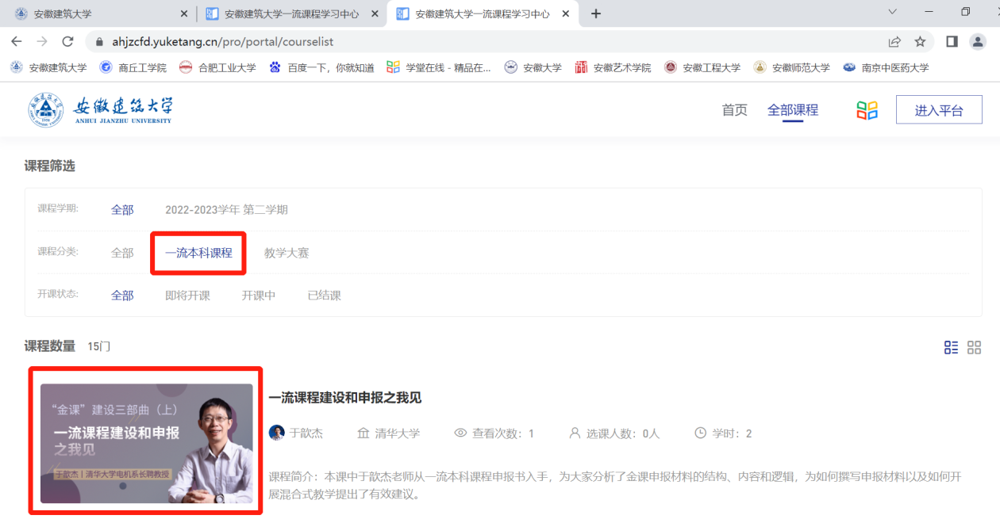 安徽建筑大学
安徽建筑大学一流课程学习中心
安徽建筑大学一流课程学习中心
ahjzcfd.yuketang.cn/pro/portal/courselist
安徽建筑大学 商丘工学院 合肥工业大学 百度一下，你就知道 学堂在线 - 精品在... 安徽大学 安徽艺术学院 安徽工程大学 安徽师范大学 南京中医药大学
安徽建筑大学
ANHUI JIANZHU UNIVERSITY
首页 全部课程 进入平台
课程筛选
课程学期: 全部 2022-2023学年 第二学期
课程分类: 全部 一流本科课程 教学大赛
开课状态: 全部 即将开课 开课中 已结课
课程数量 15门
“金课”建设三部曲（上）
一流课程建设和申报
之我见
于歆杰丨清华大学电机系长聘教授
一流课程建设和申报之我见
于歆杰 清华大学 查看次数：1 选课人数：0人 学时：2
课程简介：本课中于歆杰老师从一流本科课程申报书入手，为大家分析了金课申报材料的结构、内容和逻辑，为如何撰写申报材料以及如何开
展混合式教学提出了有效建议。